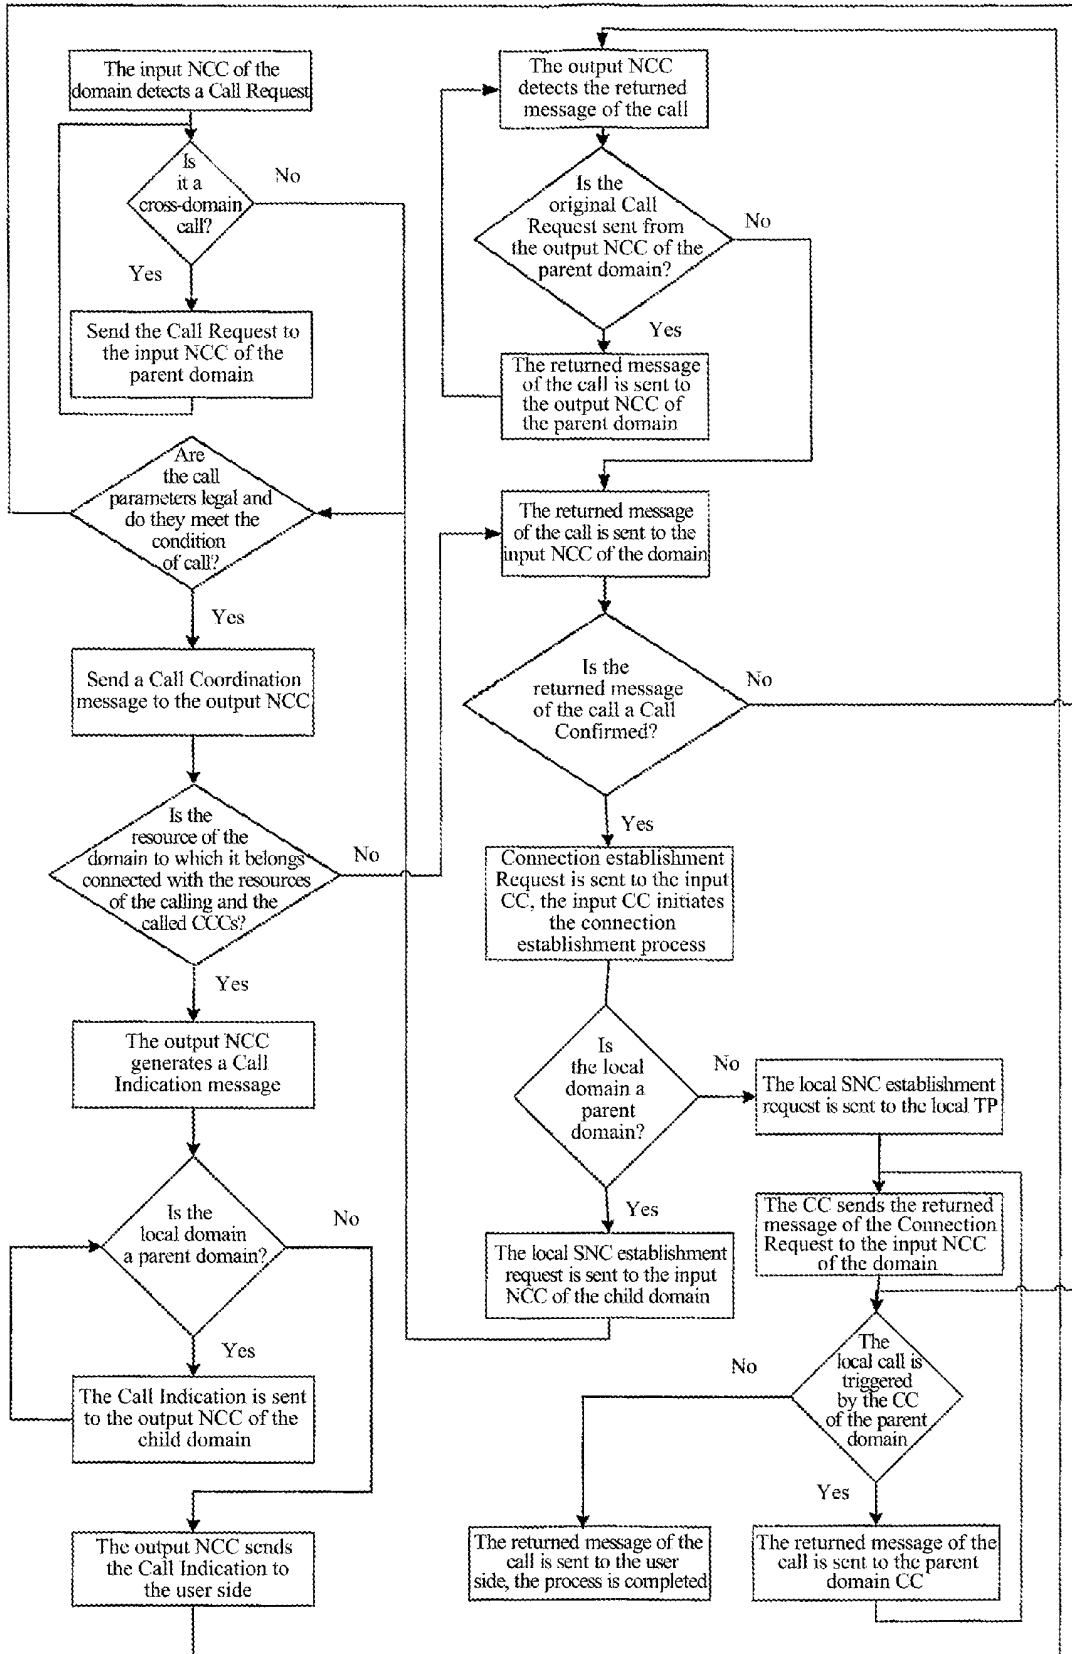 The input NCC of the
domain detects a Call Request
Is
it a
cross-domain
call?
No
Yes
Send the Call Request to
the input NCC of the
parent domain
Are
the call
parameters legal and
do they meet the
condition
of call?
Yes
Send a Call Coordination
message to the output NCC
Is the
resource of the
domain to which it belongs
connected with the resources
of the calling and the
called CCCs?
No
Yes
The output NCC
generates a Call
Indication message
Is the
local domain
a parent domain?
No
Yes
The Call Indication is sent
to the output NCC of the
child domain
The output NCC sends
the Call Indication to
the user side
The output NCC
detects the returned
message of the call
Is the
original Call
Request sent from
the output NCC of the
parent domain?
No
Yes
The returned message
of the call is sent to
the output NCC of
the parent domain
The returned message
of the call is sent to the
input NCC of the domain
Is the
returned message
of the call a Call
Confirmed?
No
Yes
Connection establishment
Request is sent to the input
CC, the input CC initiates
the connection
establishment process
Is
the local
domain a
parent
domain?
No
Yes
The local SNC establishment
request is sent to the local TP
The local SNC establishment
request is sent to the input
NCC of the child domain
The CC sends the returned
message of the Connection
Request to the input NCC
of the domain
The
local call is
triggered
by the CC
of the parent
domain
No
Yes
The returned message of the
call is sent to the user
side, the process is completed
The returned message of the
call is sent to the parent
domain CC